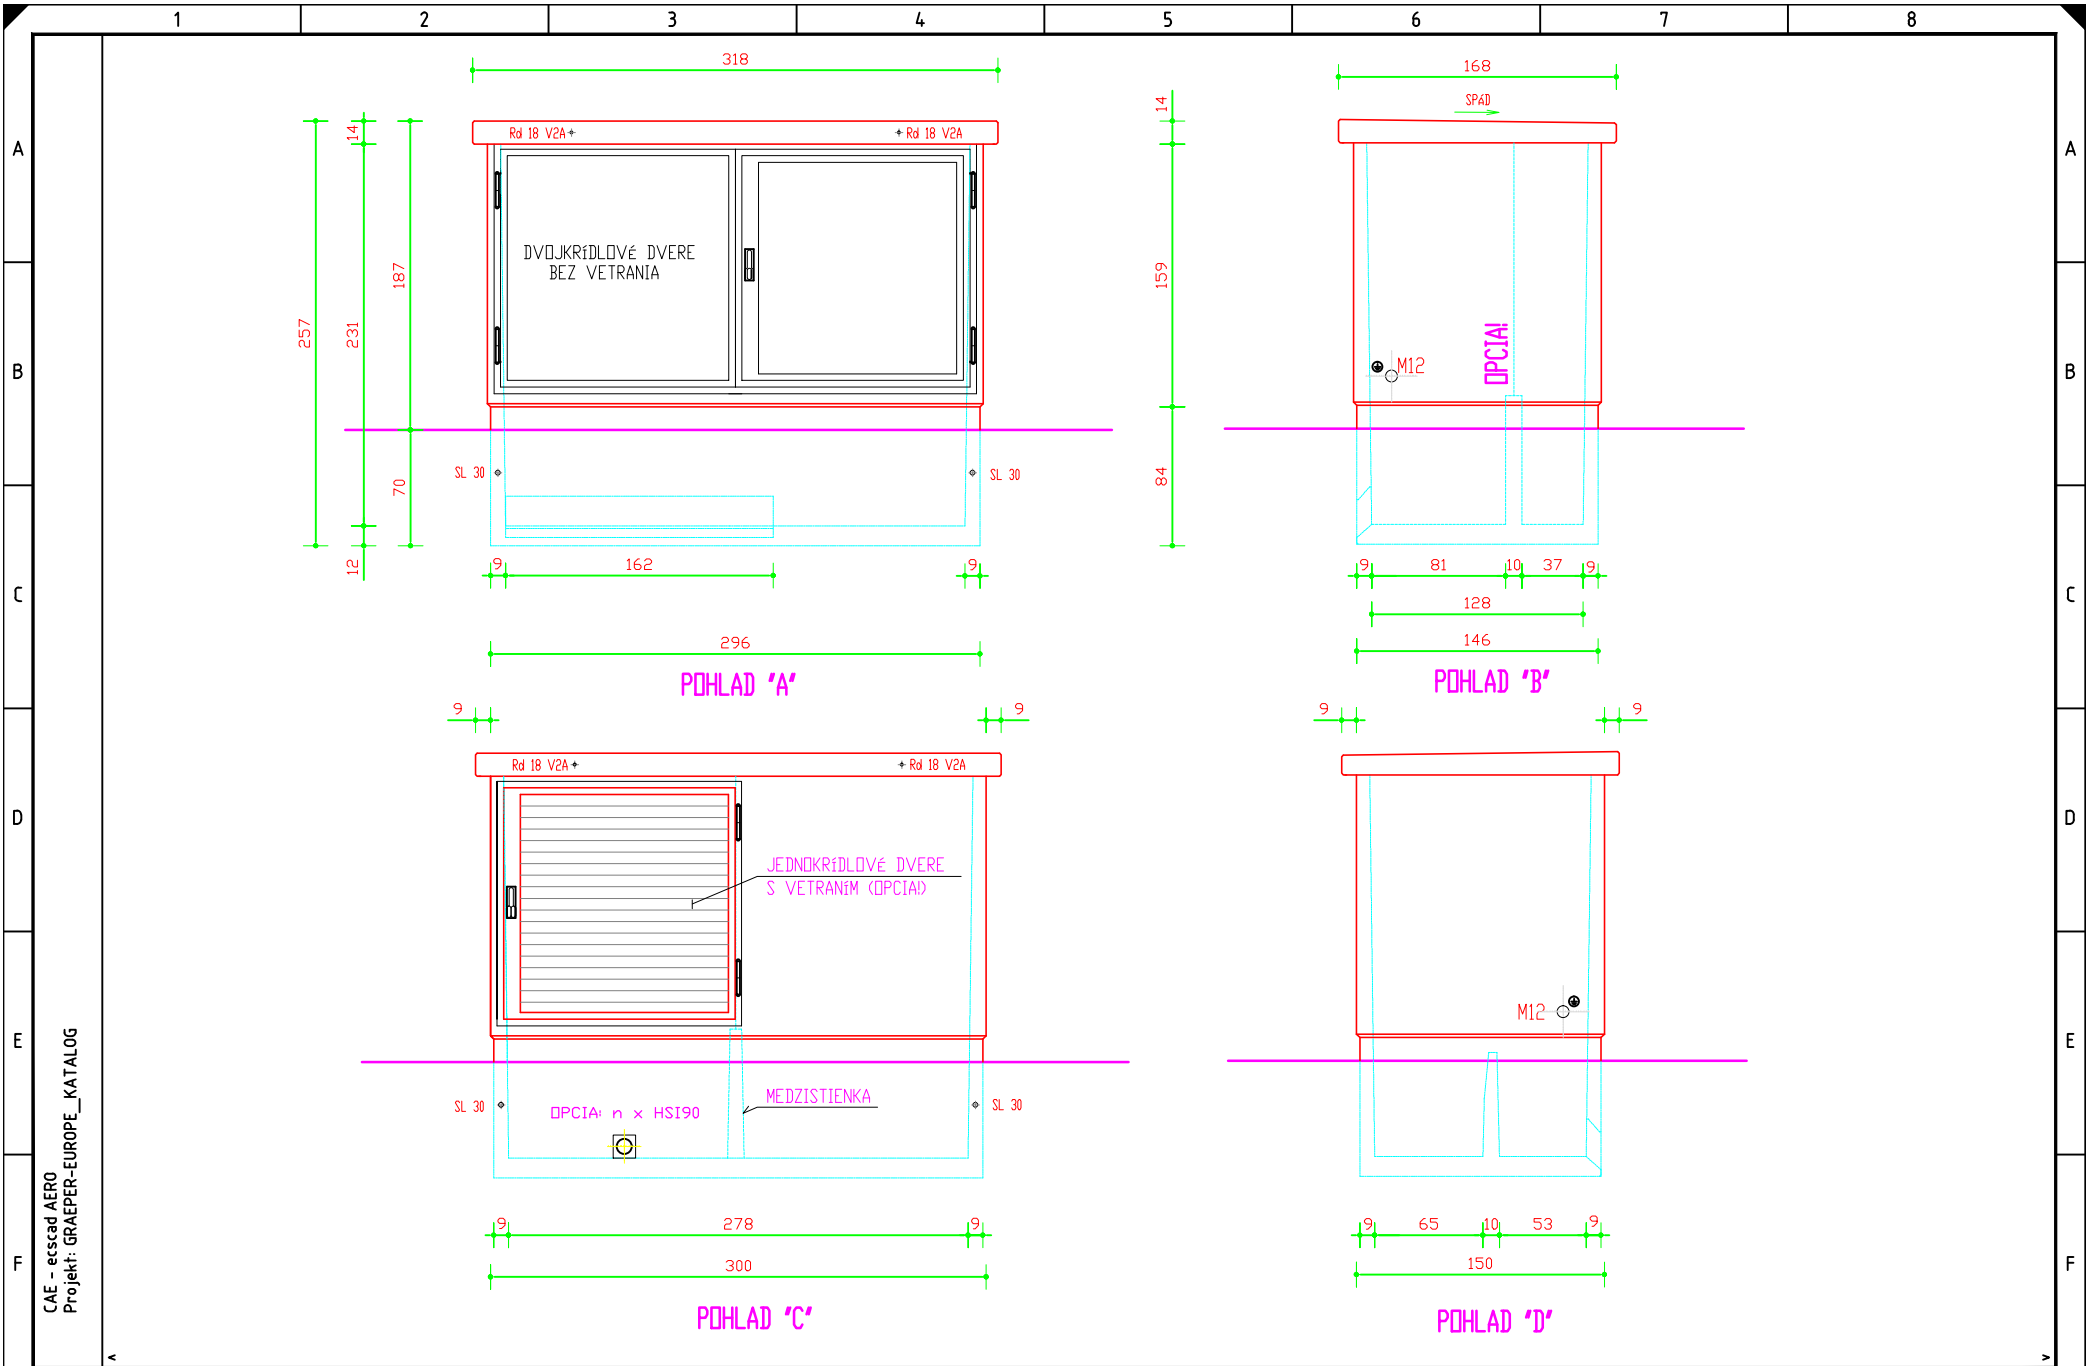 1 2 3 4 5 6 7 8
A
B
C
D
E
F
A
B
C
D
E
F
318
14
187
257
231
70
12
Rd 18 V2A
Rd 18 V2A
DVOJKRÍDLOVÉ DVERE
BEZ VETRANIA
SL 30
SL 30
9 162 9
296
POHLAD "A"
168
SPÁD
14
159
84
OPCIA!
M12
9 81 10 37 9
128
146
POHLAD "B"
9 9
Rd 18 V2A
Rd 18 V2A
JEDNOKRÍDLOVÉ DVERE
S VETRANÍM (OPCIA!)
MEDZISTIENKA
OPCIA: n x HSI90
SL 30
SL 30
9 278 9
300
POHLAD "C"
9 9
M12
9 65 10 53 9
150
POHLAD "D"
CAE - ecscad AERO
Projekt: GRAEPER-EUROPE_KATALOG
< >